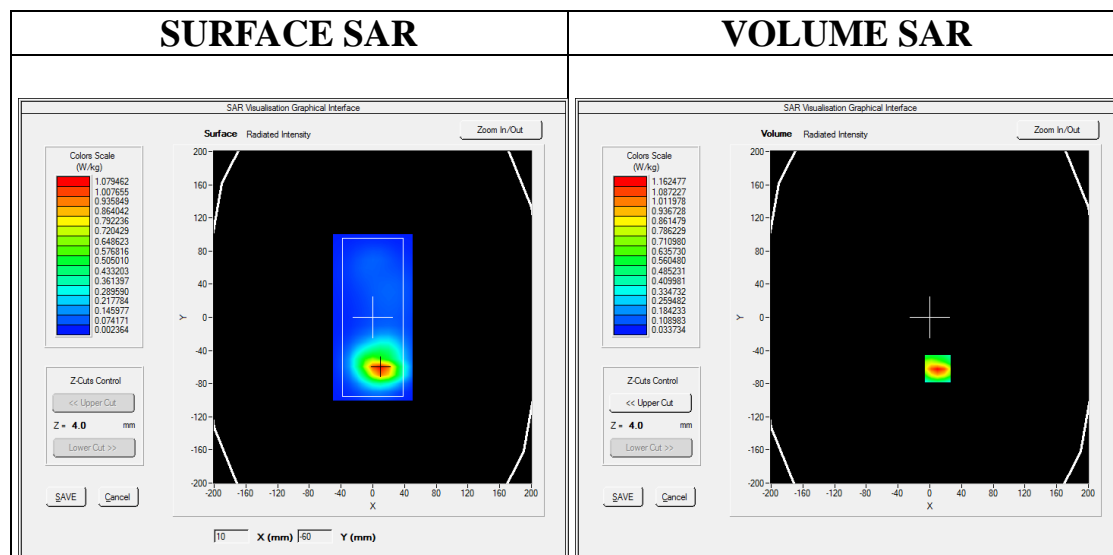 SURFACE SAR
SAR Visualisation Graphical Interface
Surface Radiated Intensity
Zoom In/Out
Colors Scale
(W/kg)
1.079462
1.007655
0.935849
0.864042
0.792236
0.720429
0.648623
0.576816
0.505010
0.433203
0.361397
0.289590
0.217784
0.145977
0.074171
0.002364
200
160
120
80
40
0
-40
-80
-120
-160
-200
Y
-200 -160 -120 -80 -40 0 40 80 120 160 200
X
Z-Cuts Control
<< Upper Cut
Z = 4.0 mm
Lower Cut >>
SAVE Cancel
10 X (mm) -60 Y (mm)
VOLUME SAR
SAR Visualisation Graphical Interface
Volume Radiated Intensity
Zoom In/Out
Colors Scale
(W/kg)
1.162477
1.087227
1.011978
0.936728
0.861479
0.786229
0.710980
0.635730
0.560480
0.485231
0.409981
0.334732
0.259482
0.184233
0.108983
0.033734
200
160
120
80
40
0
-40
-80
-120
-160
-200
Y
-200 -160 -120 -80 -40 0 40 80 120 160 200
X
Z-Cuts Control
<< Upper Cut
Z = 4.0 mm
Lower Cut >>
SAVE Cancel